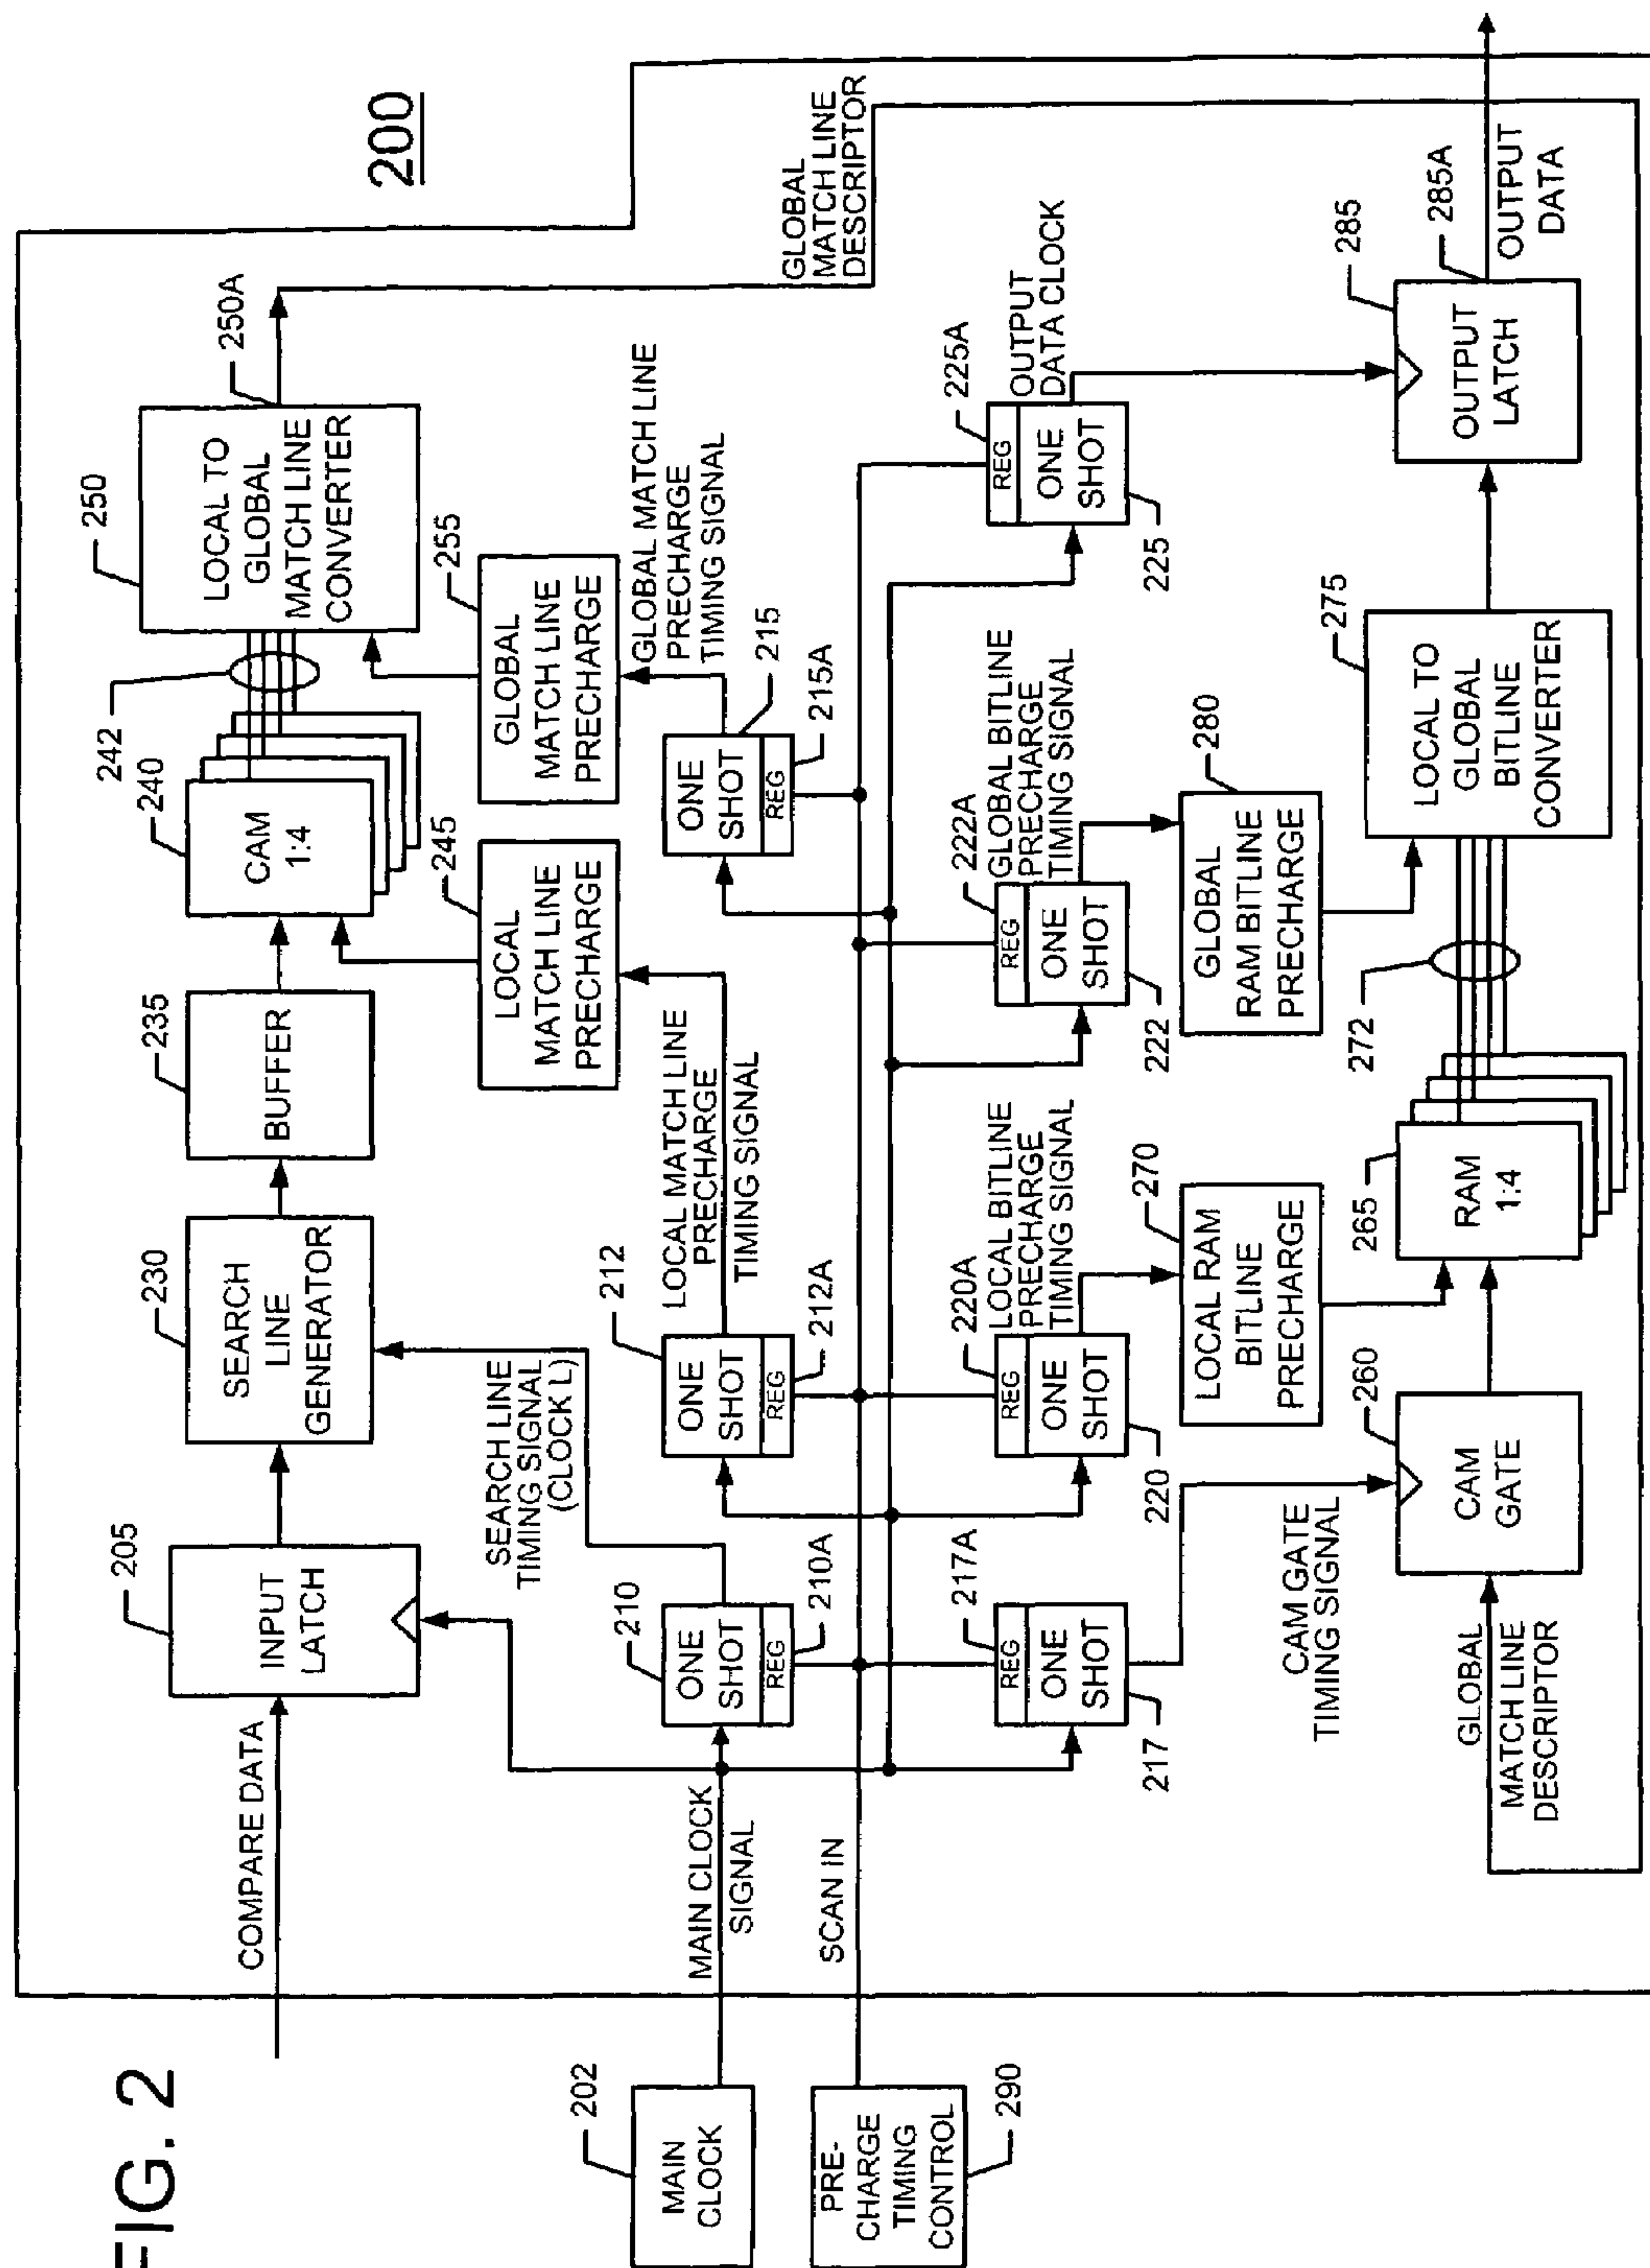 FIG. 2
200
COMPARE DATA
205
INPUT
LATCH
230
SEARCH
LINE
GENERATOR
235
BUFFER
240
CAM
1:4
242
250
LOCAL TO
GLOBAL
MATCH LINE
CONVERTER
250A
GLOBAL
MATCH LINE
DESCRIPTOR
245
LOCAL
MATCH LINE
PRECHARGE
255
GLOBAL
MATCH LINE
PRECHARGE
SEARCH LINE
TIMING SIGNAL
(CLOCK L)
LOCAL MATCH LINE
PRECHARGE
TIMING SIGNAL
GLOBAL MATCH LINE
PRECHARGE
TIMING SIGNAL
202
MAIN
CLOCK
MAIN CLOCK
SIGNAL
210
ONE
SHOT
REG
210A
212
ONE
SHOT
REG
212A
215
ONE
SHOT
REG
215A
290
PRE-
CHARGE
TIMING
CONTROL
SCAN IN
217A
REG
ONE
SHOT
217
220A
REG
ONE
SHOT
220
LOCAL BITLINE
PRECHARGE
TIMING SIGNAL
222A
REG
ONE
SHOT
222
GLOBAL BITLINE
PRECHARGE
TIMING SIGNAL
225A
REG
ONE
SHOT
225
OUTPUT
DATA CLOCK
CAM GATE
TIMING SIGNAL
270
LOCAL RAM
BITLINE
PRECHARGE
280
GLOBAL
RAM BITLINE
PRECHARGE
GLOBAL
MATCH LINE
DESCRIPTOR
260
CAM
GATE
265
RAM
1:4
272
275
LOCAL TO
GLOBAL
BITLINE
CONVERTER
285
OUTPUT
LATCH
285A
OUTPUT
DATA